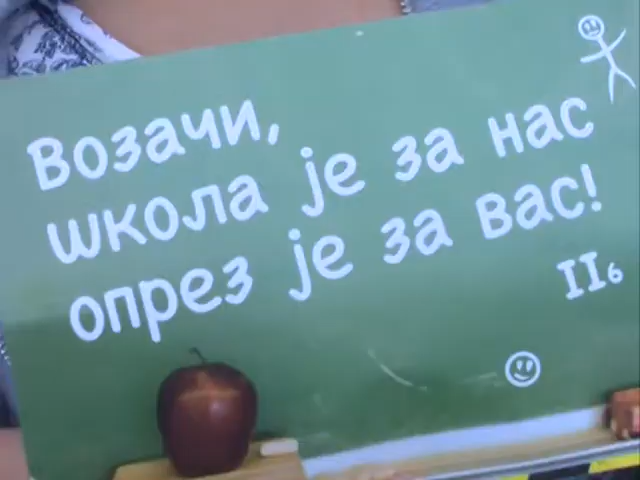 Возачи,
школа је за нас
опрез је за вас!
II6